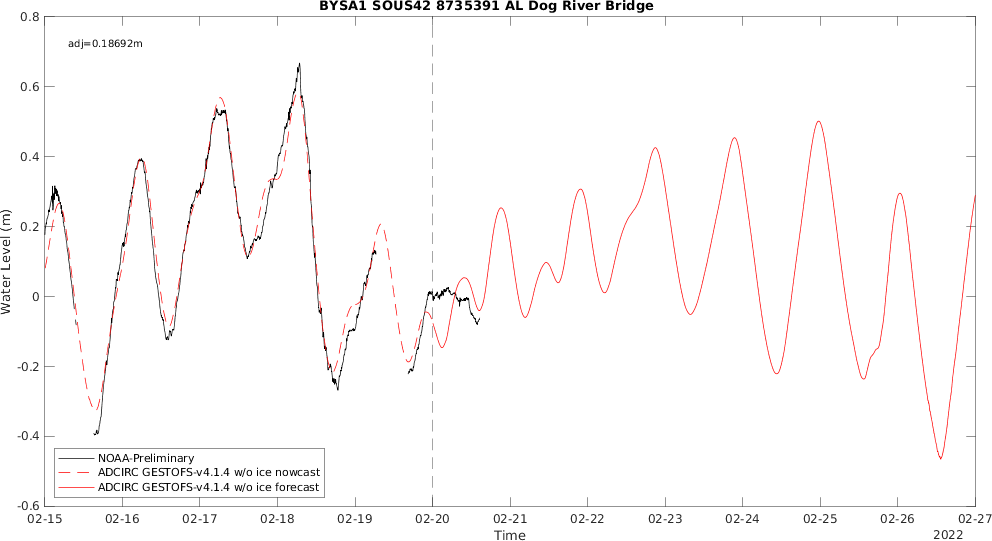 BYSA1 SOUS42 8735391 AL Dog River Bridge
adj=0.18692m
Water Level (m)
0.8
0.6
0.4
0.2
0
-0.2
-0.4
-0.6
NOAA-Preliminary
ADCIRC GESTOFS-v4.1.4 w/o ice nowcast
ADCIRC GESTOFS-v4.1.4 w/o ice forecast
02-15 02-16 02-17 02-18 02-19 02-20 02-21 02-22 02-23 02-24 02-25 02-26 02-27
Time
2022